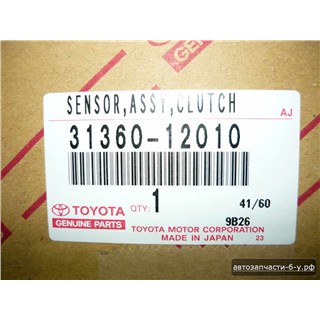 SENSOR,ASSY,CLUTCH
AJ
31360-12010
TOYOTA
GENUINE PARTS
QTY:
1
41/60
9B26
TOYOTA MOTOR CORPORATION
MADE IN JAPAN
23
автозапчасти-б-у.рф